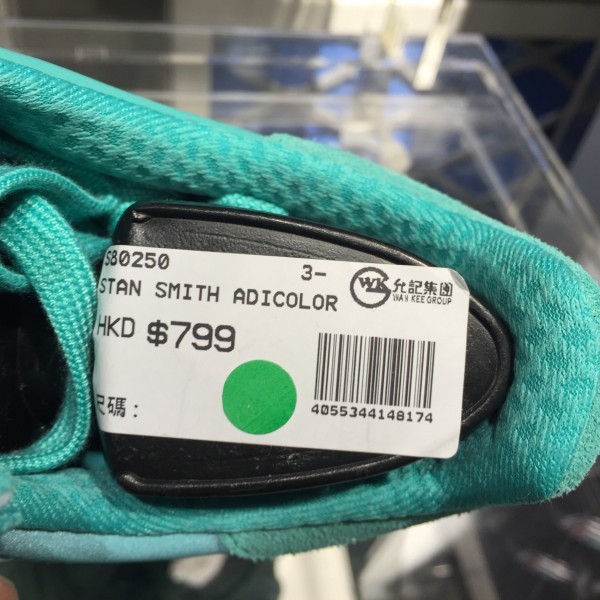 S80250
3-
STAN SMITH ADICOLOR
WK 允記集團
WAN KEE GROUP
HKD $799
尺碼：
4055344148174